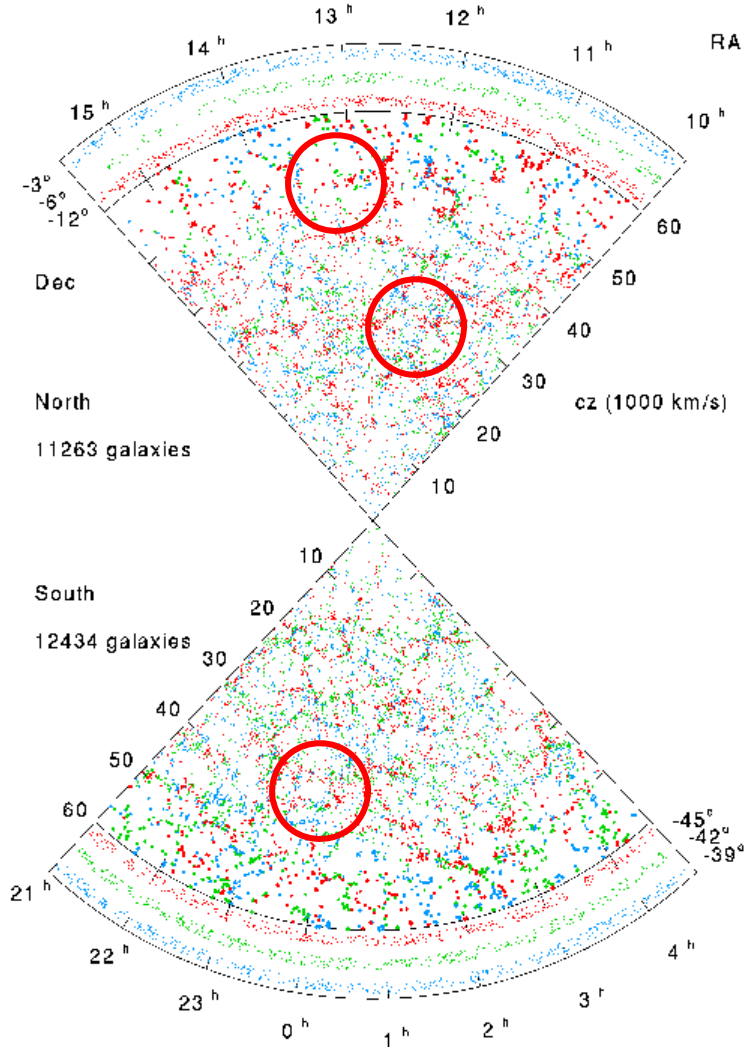 13 h
12 h
14 h
11 h
RA
15 h
10 h
-3°
-6°
-12°
60
Dec
50
40
30
North
cz (1000 km/s)
20
11263 galaxies
10
10
South
20
12434 galaxies
30
40
50
60
-45°
-42°
-39°
21 h
22 h
4 h
23 h
3 h
0 h
2 h
1 h